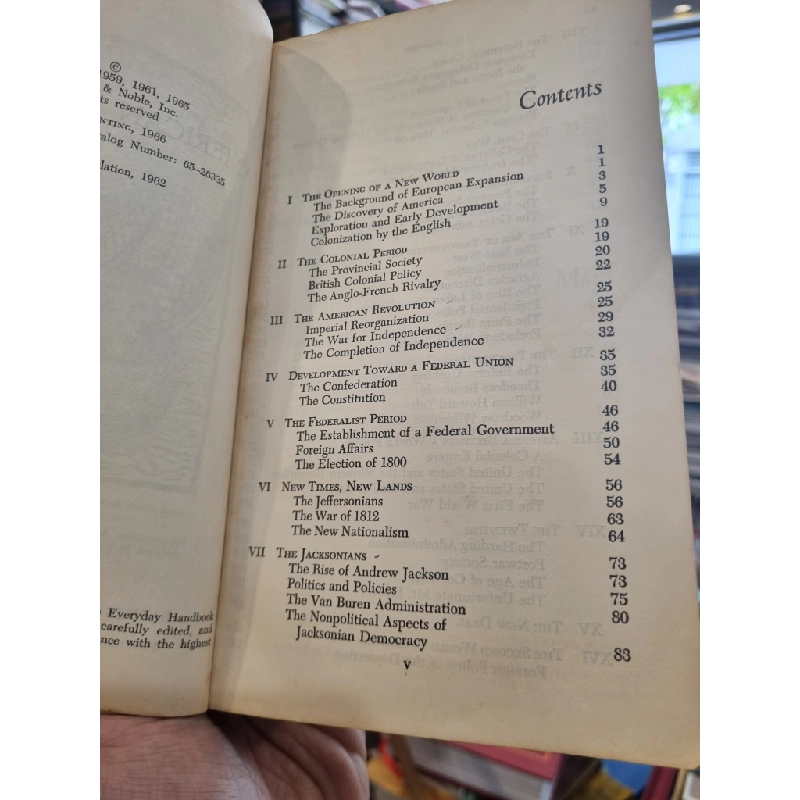 ©
1959, 1961, 1965
& Noble, Inc.
reserved
1966
Number: 65-26335
1962
Everyday Handbook
carefully edited, and
with the highest
Contents
I THE OPENING OF A NEW WORLD 1
The Background of European Expansion 1
The Discovery of America 3
Exploration and Early Development 5
Colonization by the English 9
II THE COLONIAL PERIOD 19
The Provincial Society 19
British Colonial Policy 20
The Anglo-French Rivalry 22
III THE AMERICAN REVOLUTION 25
Imperial Reorganization 25
The War for Independence 29
The Completion of Independence 32
IV DEVELOPMENT TOWARD A FEDERAL UNION 35
The Confederation 35
The Constitution 40
V THE FEDERALIST PERIOD 46
The Establishment of a Federal Government 46
Foreign Affairs 50
The Election of 1800 54
VI NEW TIMES, NEW LANDS 56
The Jeffersonians 56
The War of 1812 63
The New Nationalism 64
VII THE JACKSONIANS 73
The Rise of Andrew Jackson 73
Politics and Policies 75
The Van Buren Administration 80
The Nonpolitical Aspects of
Jacksonian Democracy 83
v